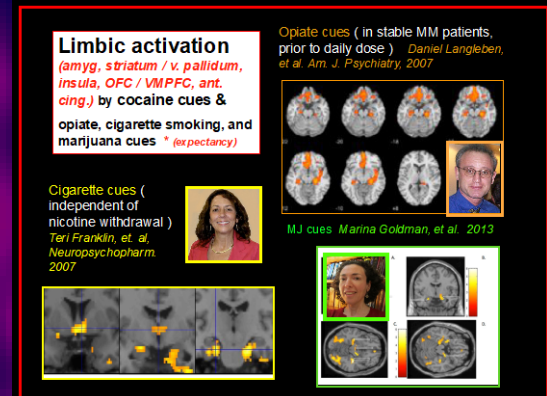 Limbic activation
(amyg, striatum / v. pallidum,
insula, OFC / VMPFC, ant.
cing.) by cocaine cues &
opiate, cigarette smoking, and
marijuana cues * (expectancy)
Opiate cues ( in stable MM patients,
prior to daily dose ) Daniel Langleben,
et al. Am. J. Psychiatry, 2007
Cigarette cues (
independent of
nicotine withdrawal )
Teri Franklin, et. al,
Neuropsychopharm.
2007
MJ cues Marina Goldman, et al. 2013